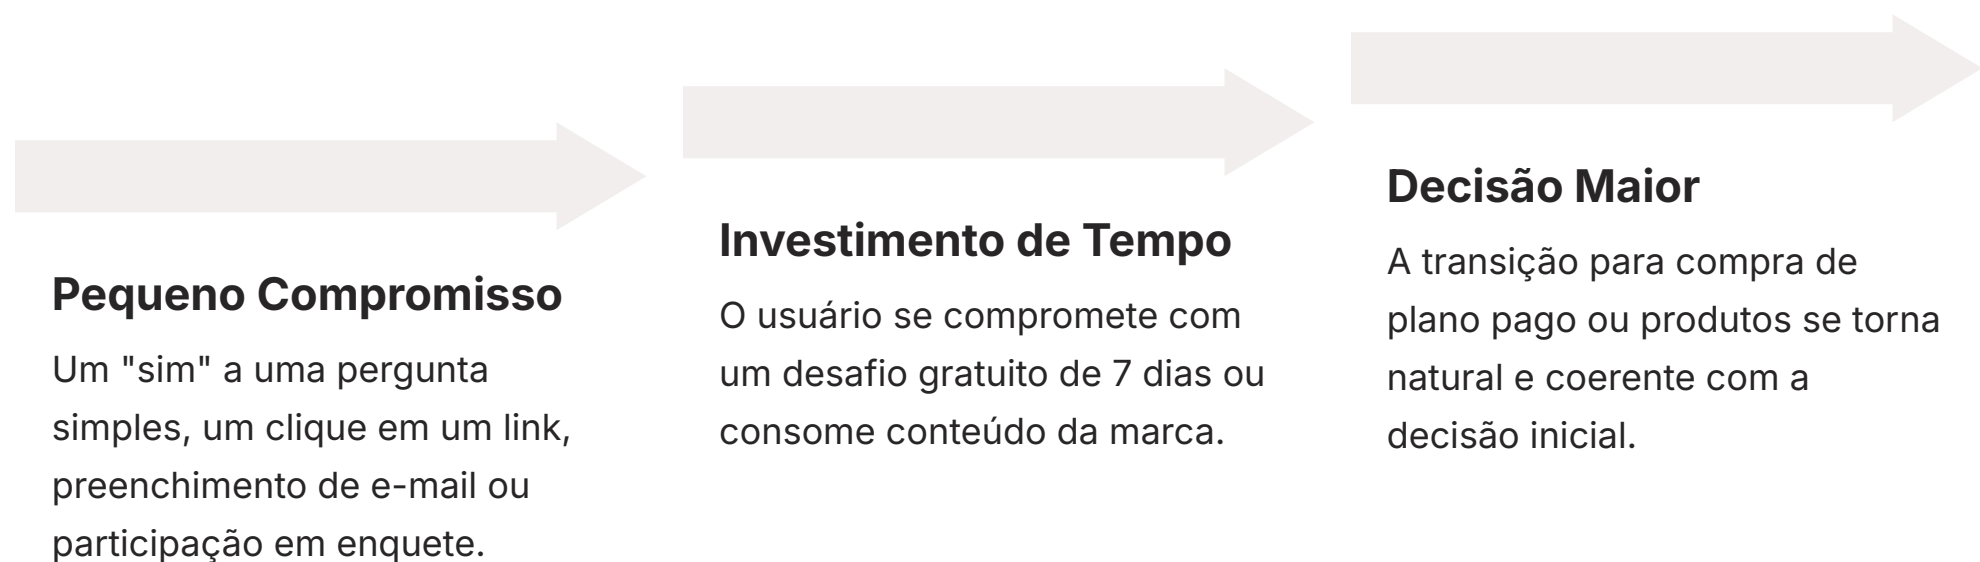 Pequeno Compromisso
Um "sim" a uma pergunta
simples, um clique em um link,
preenchimento de e-mail ou
participação em enquete.
Investimento de Tempo
O usuário se compromete com
um desafio gratuito de 7 dias ou
consome conteúdo da marca.
Decisão Maior
A transição para compra de
plano pago ou produtos se torna
natural e coerente com a
decisão inicial.